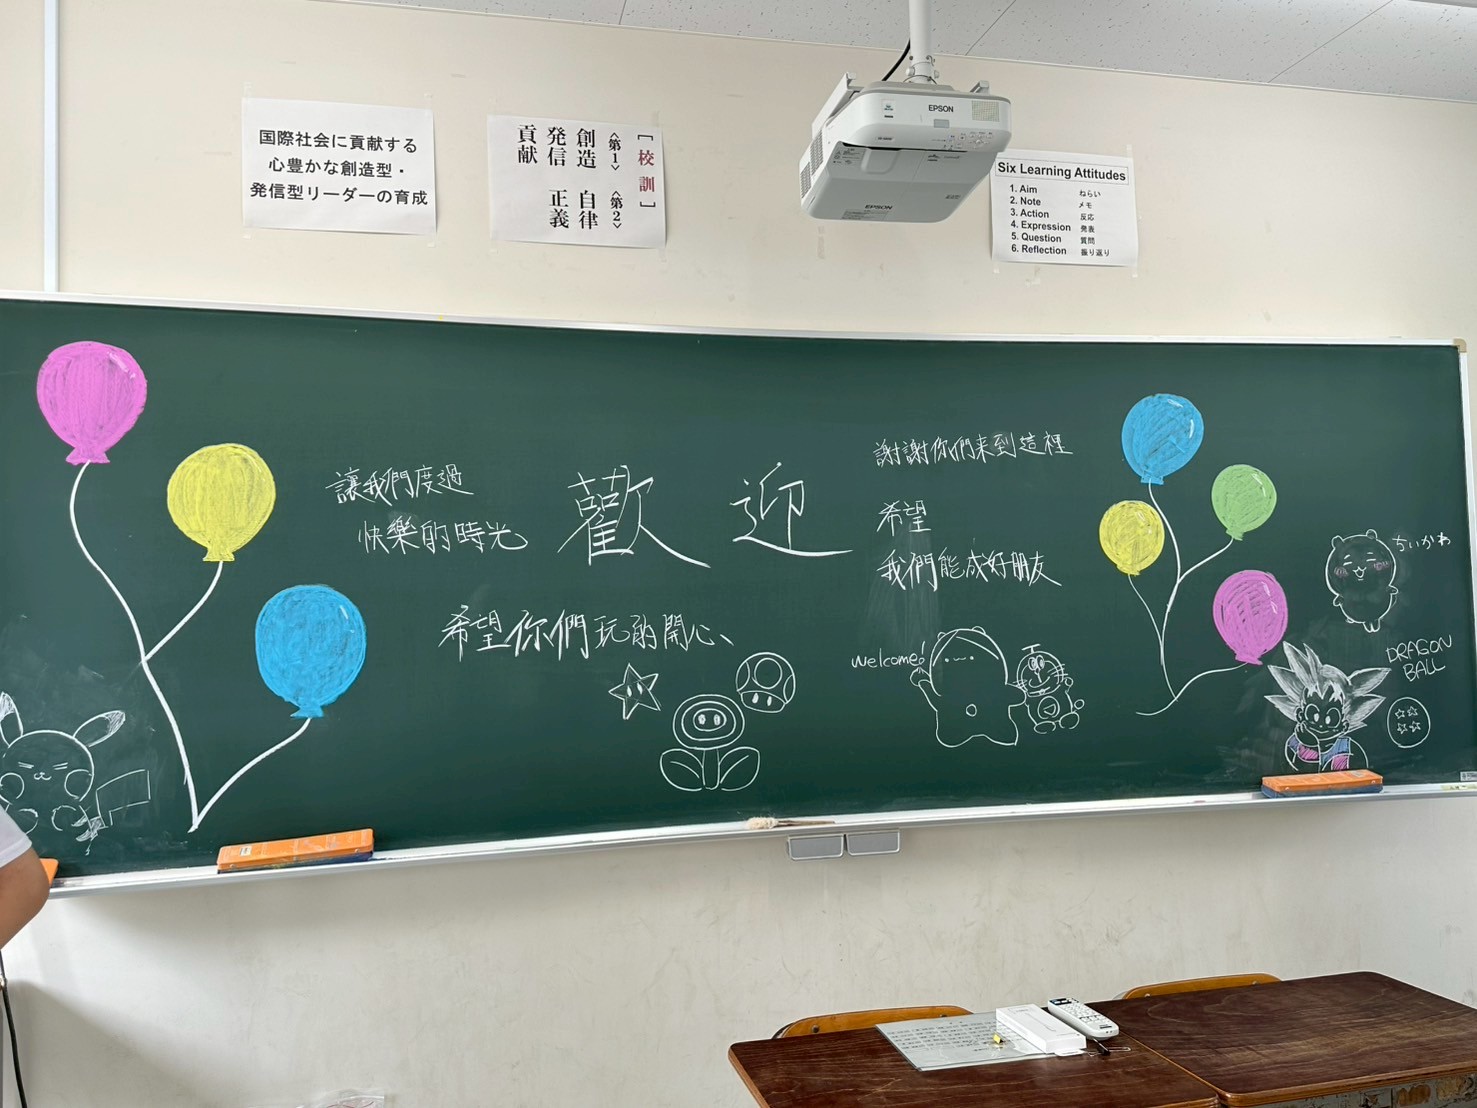 国際社会に貢献する
心豊かな創造型・
発信型リーダーの育成
［校訓］
〈第1〉 〈第2〉
創造 自律
発信 正義
貢献
EPSON
EPSON
Six Learning Attitudes
1. Aim ねらい
2. Note メモ
3. Action 反応
4. Expression 発表
5. Question 質問
6. Reflection 振り返り
讓我們度過
快樂的時光
歡迎
謝謝你們来到這裡
希望
我們能成好朋友
希望你們玩的開心、
welcome!
ちいかわ
DRAGON
BALL